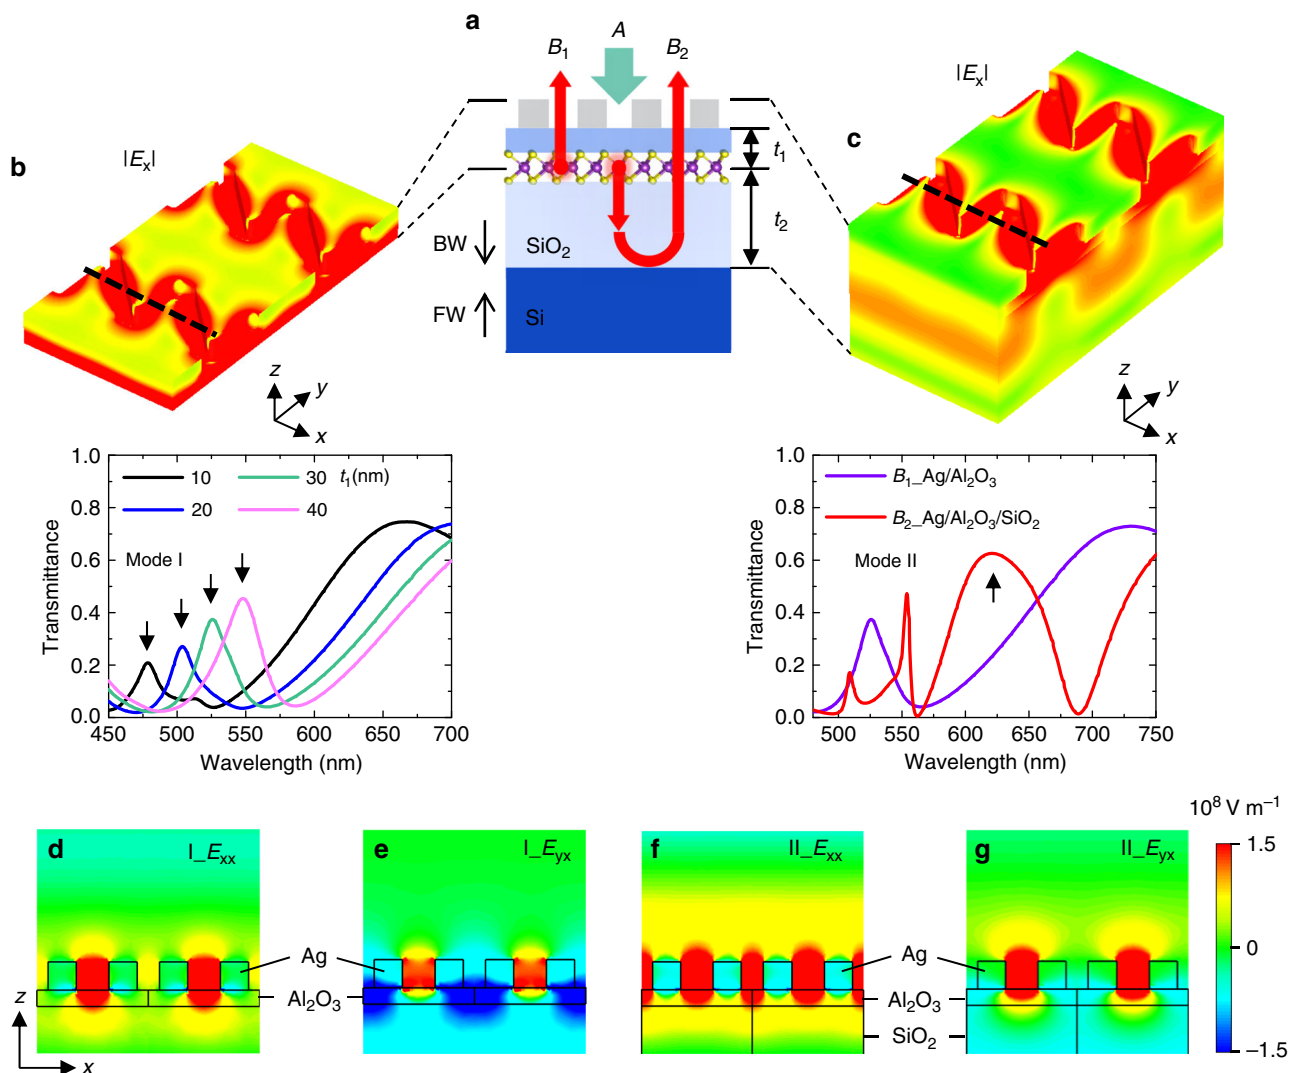 a
B1
A
B2
|Ex|
|Ex|
b
c
t1
t2
BW
SiO2
FW
Si
z
y
x
z
y
x
1.0
0.8
0.6
0.4
0.2
0.0
Transmittance
10
30
t1(nm)
20
40
Mode I
450
500
550
600
650
700
Wavelength (nm)
1.0
0.8
0.6
0.4
0.2
0.0
Transmittance
B1_Ag/Al2O3
B2_Ag/Al2O3/SiO2
Mode II
500
550
600
650
700
750
Wavelength (nm)
d
I_Exx
e
I_Eyx
f
II_Exx
g
II_Eyx
10^8 V m−1
1.5
0
−1.5
Ag
Al2O3
Ag
Al2O3
SiO2
z
x